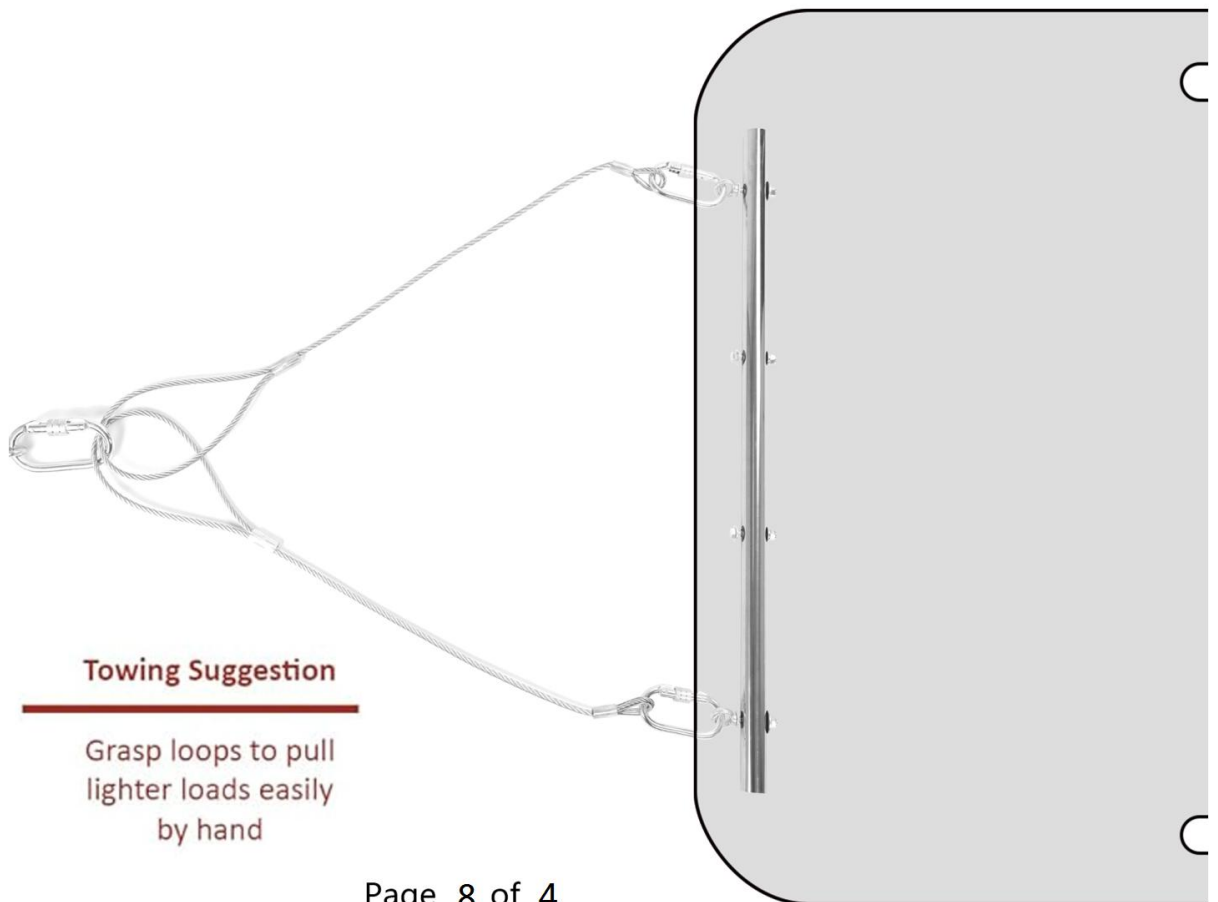 Towing Suggestion
Grasp loops to pull
lighter loads easily
by hand
Page 8 of 4